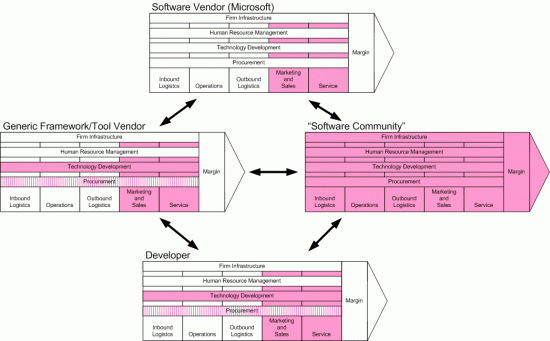 Software Vendor (Microsoft)
Firm Infrastructure
Human Resource Management
Technology Development
Procurement
Inbound
Logistics
Operations
Outbound
Logistics
Marketing
and
Sales
Service
Margin
Generic Framework/Tool Vendor
Firm Infrastructure
Human Resource Management
Technology Development
Procurement
Inbound
Logistics
Operations
Outbound
Logistics
Marketing
and
Sales
Service
Margin
"Software Community"
Firm Infrastructure
Human Resource Management
Technology Development
Procurement
Inbound
Logistics
Operations
Outbound
Logistics
Marketing
and
Sales
Service
Margin
Developer
Firm Infrastructure
Human Resource Management
Technology Development
Procurement
Inbound
Logistics
Operations
Outbound
Logistics
Marketing
and
Sales
Service
Margin